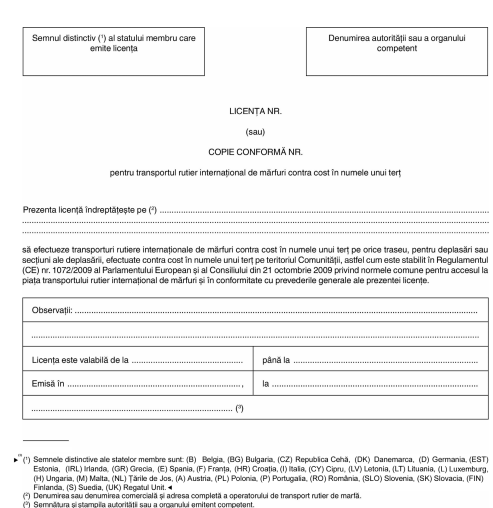 Semnul distinctiv (¹) al statului membru care
emite licența
Denumirea autorității sau a organului
competent
LICENȚA NR.
(sau)
COPIE CONFORMĂ NR.
pentru transportul rutier internațional de mărfuri contra cost în numele unui terț
Prezenta licență îndreptățește pe (²) ..........................................................................................
..........................................................................................
..........................................................................................
să efectueze transporturi rutiere internaționale de mărfuri contra cost în numele unui terț pe orice traseu, pentru deplasări sau
secțiuni ale deplasării, efectuate contra cost în numele unui terț pe teritoriul Comunității, astfel cum este stabilit în Regulamentul
(CE) nr. 1072/2009 al Parlamentului European și al Consiliului din 21 octombrie 2009 privind normele comune pentru accesul la
piața transportului rutier internațional de mărfuri și în conformitate cu prevederile generale ale prezentei licențe.
Observații: ..........................................................................................
..........................................................................................
Licența este valabilă de la ............................................. până la .............................................
Emisă în ............................................., la .............................................
............................................. (³)
(¹) Semnele distinctive ale statelor membre sunt: (B) Belgia, (BG) Bulgaria, (CZ) Republica Cehă, (DK) Danemarca, (D) Germania, (EST)
Estonia, (IRL) Irlanda, (GR) Grecia, (E) Spania, (F) Franța, (HR) Croația, (I) Italia, (CY) Cipru, (LV) Letonia, (LT) Lituania, (L) Luxemburg,
(H) Ungaria, (M) Malta, (NL) Țările de Jos, (A) Austria, (PL) Polonia, (P) Portugalia, (RO) România, (SLO) Slovenia, (SK) Slovacia, (FIN)
Finlanda, (S) Suedia, (UK) Regatul Unit. ◄
(²) Denumirea sau denumirea comercială și adresa completă a operatorului de transport rutier de marfă.
(³) Semnătura și ștampila autorității sau a organului emitent competent.